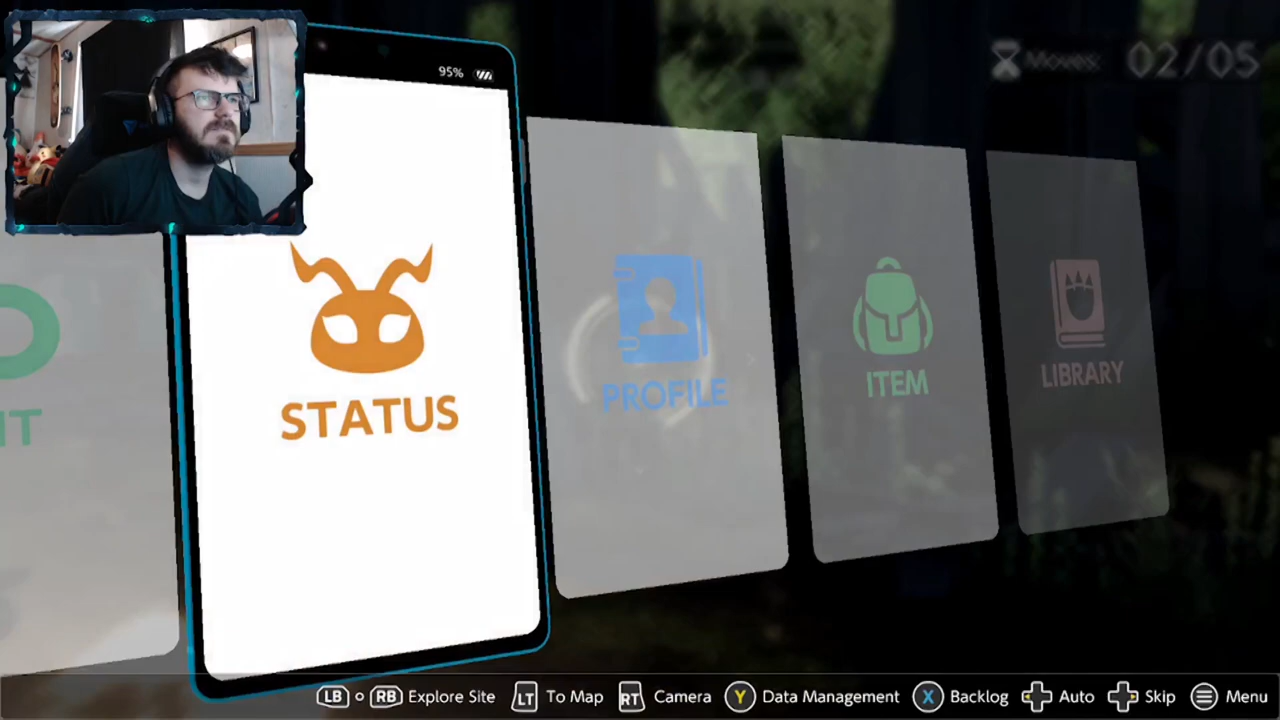 95%
Moves: 02/05
IT
STATUS
PROFILE
ITEM
LIBRARY
LB RB Explore Site LT To Map RT Camera Y Data Management X Backlog Auto Skip Menu